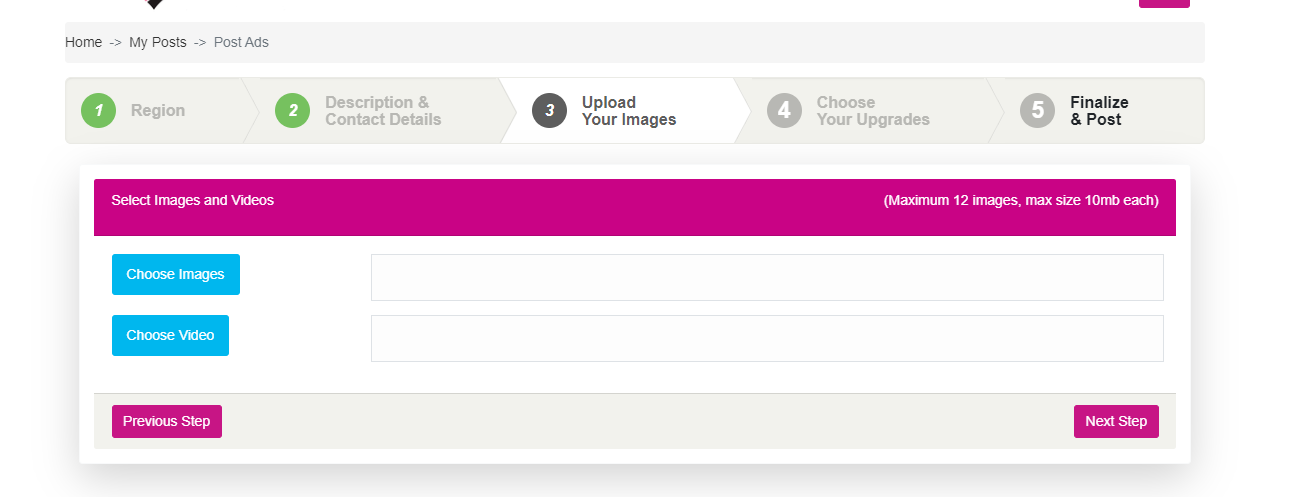 Home -> My Posts -> Post Ads
1 Region
2 Description &
Contact Details
3 Upload
Your Images
4 Choose
Your Upgrades
5 Finalize
& Post
Select Images and Videos (Maximum 12 images, max size 10mb each)
Choose Images
Choose Video
Previous Step Next Step